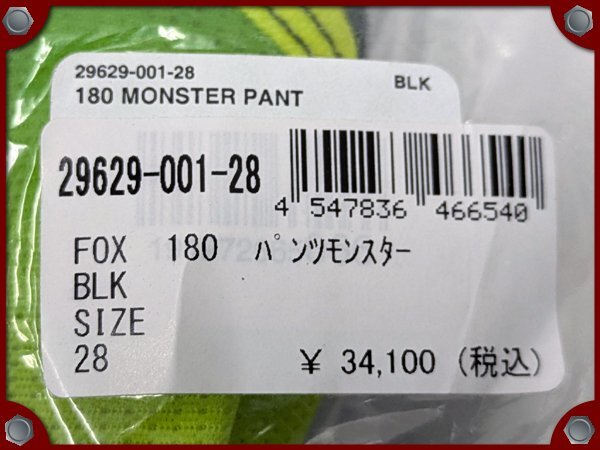 29629-001-28
BLK
180 MONSTER PANT
29629-001-28
4 547836 466540
FOX 180 パンツモンスター
BLK
SIZE
28
¥ 34,100 (税込)